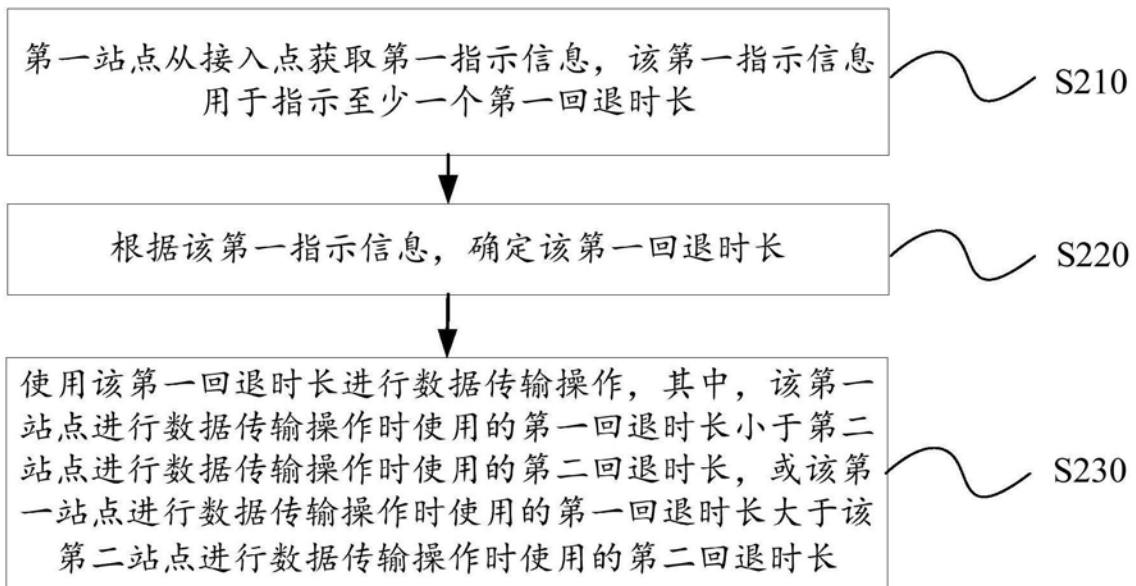 第一站点从接入点获取第一指示信息，该第一指示信息
用于指示至少一个第一回退时长
S210
根据该第一指示信息，确定该第一回退时长
S220
使用该第一回退时长进行数据传输操作，其中，该第一
站点进行数据传输操作时使用的第一回退时长小于第二
站点进行数据传输操作时使用的第二回退时长，或该第
一站点进行数据传输操作时使用的第一回退时长大于该
第二站点进行数据传输操作时使用的第二回退时长
S230